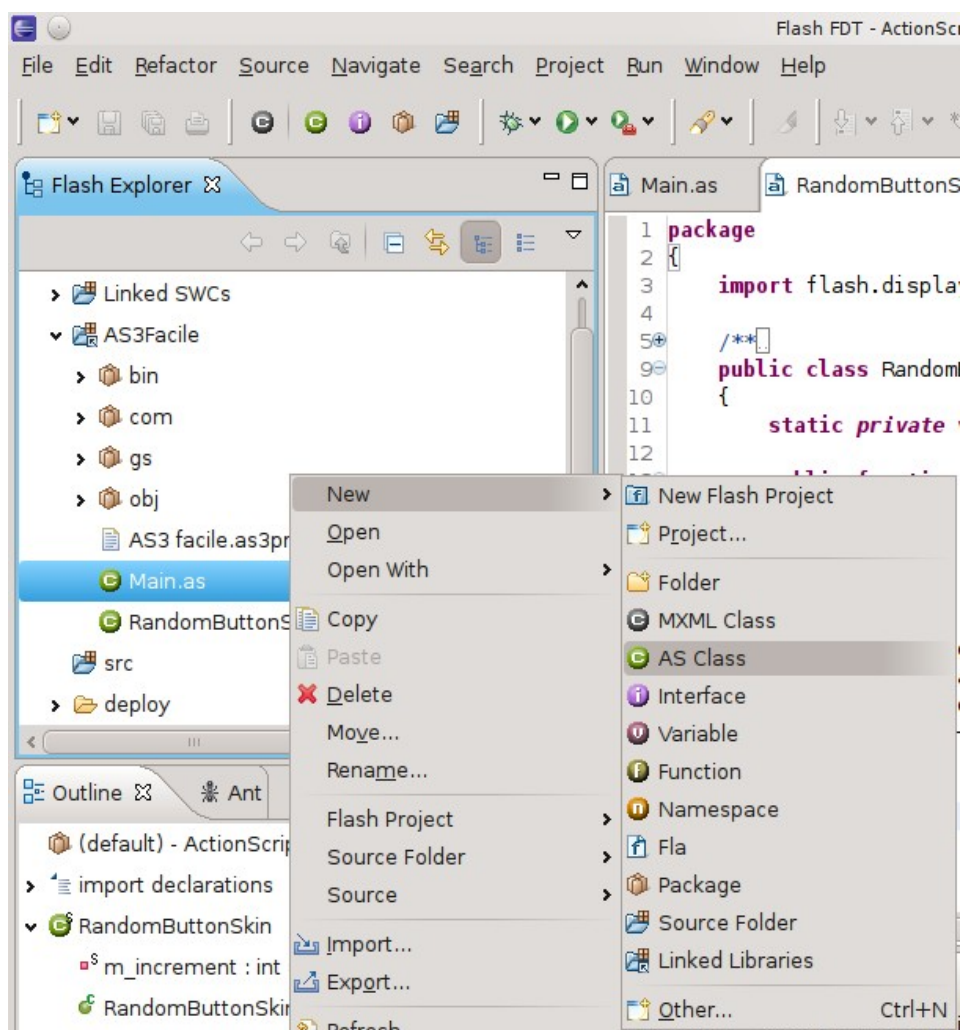 Flash FDT - ActionScri
File Edit Refactor Source Navigate Search Project Run Window Help
Flash Explorer
Linked SWCs
AS3Facile
bin
com
gs
obj
AS3 facile.as3pr
Main.as
RandomButtonS
src
deploy
Outline Ant
(default) - ActionScrip
import declarations
RandomButtonSkin
m_increment : int
RandomButtonSkin
Main.as RandomButtonS
1 package
2 {
3 import flash.display
4
5 /**
9 public class Random
10 {
11 static private
12
New
Open
Open With
Copy
Paste
Delete
Move...
Rename...
Flash Project
Source Folder
Source
Import...
Export...
Refresh
New Flash Project
Project...
Folder
MXML Class
AS Class
Interface
Variable
Function
Namespace
Fla
Package
Source Folder
Linked Libraries
Other... Ctrl+N